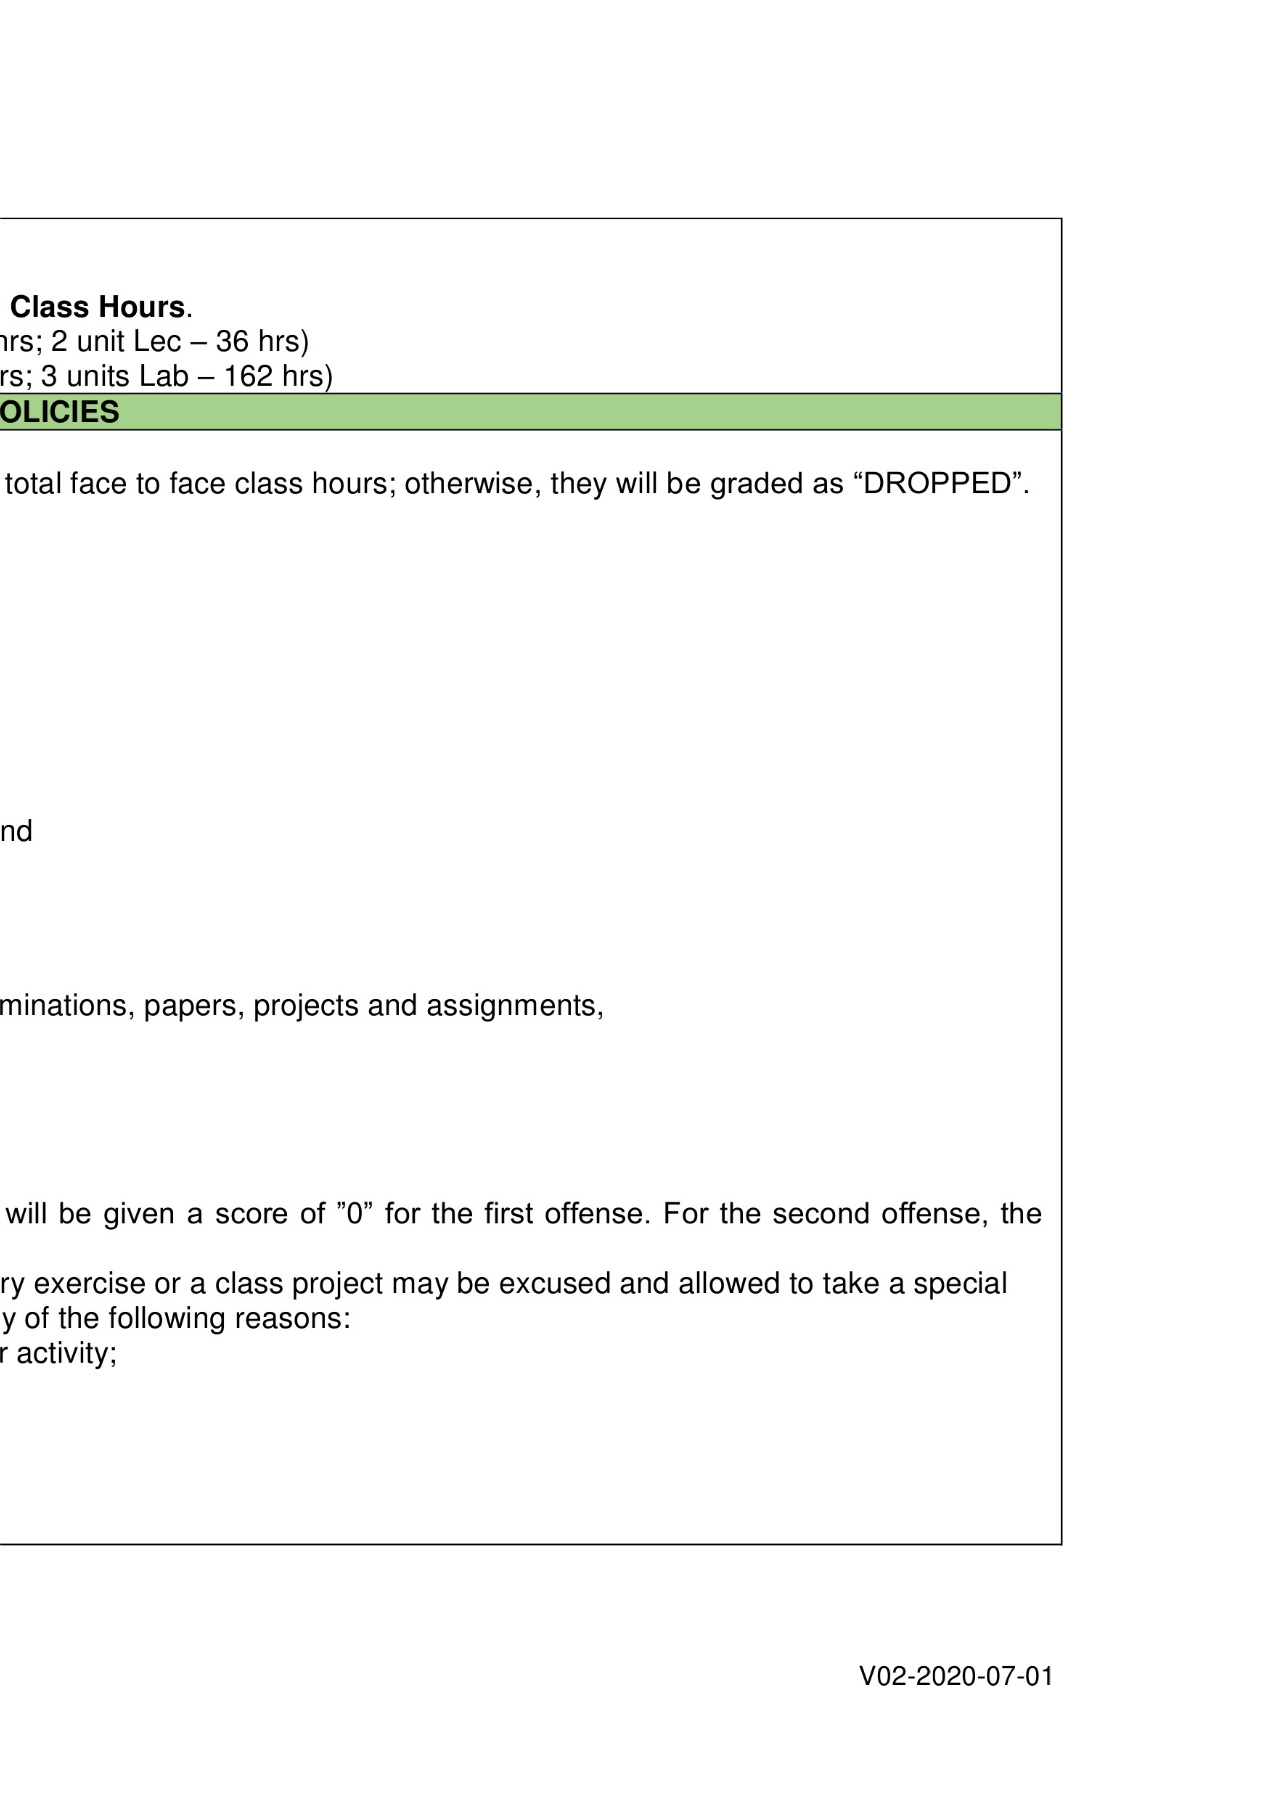 Class Hours.
hrs; 2 unit Lec – 36 hrs)
rs; 3 units Lab – 162 hrs)
OLICIES
total face to face class hours; otherwise, they will be graded as “DROPPED”.
nd
minations, papers, projects and assignments,
will be given a score of ”0” for the first offense. For the second offense, the
ry exercise or a class project may be excused and allowed to take a special
y of the following reasons:
r activity;
V02-2020-07-01